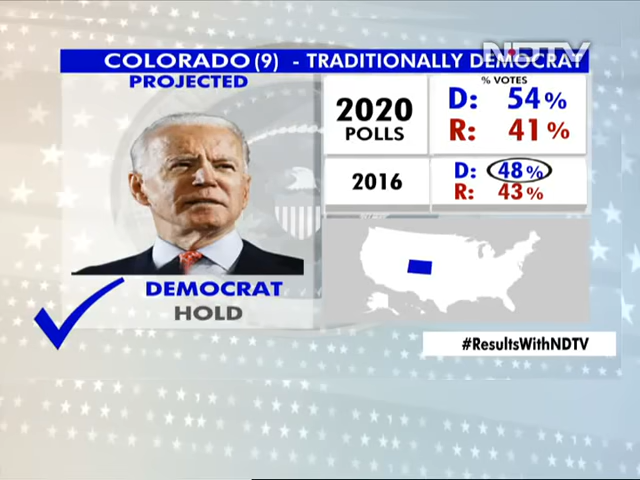 COLORADO (9) - TRADITIONALLY DEMOCRAT
NDTV
PROJECTED
DEMOCRAT
HOLD
% VOTES
2020
POLLS
D: 54%
R: 41%
2016
D: 48%
R: 43%
#ResultsWithNDTV